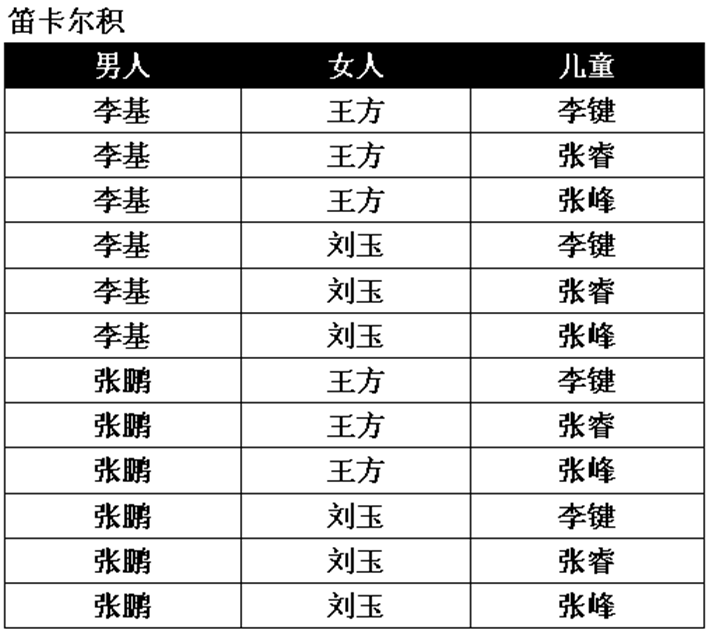 笛卡尔积
男人 女人 儿童
李基 王方 李键
李基 王方 张睿
李基 王方 张峰
李基 刘玉 李键
李基 刘玉 张睿
李基 刘玉 张峰
张鹏 王方 李键
张鹏 王方 张睿
张鹏 王方 张峰
张鹏 刘玉 李键
张鹏 刘玉 张睿
张鹏 刘玉 张峰